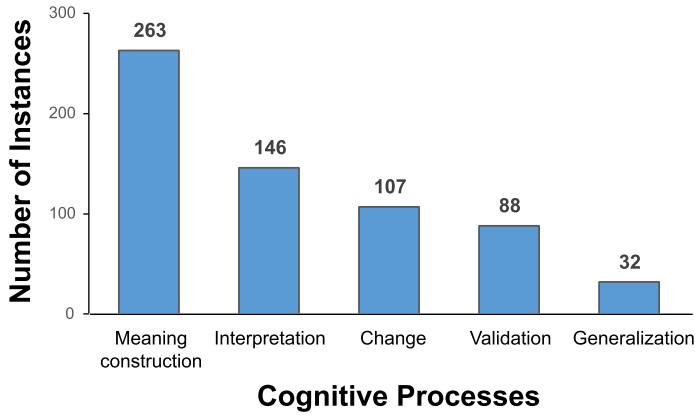 Number of Instances
300
200
100
0
263
146
107
88
32
Meaning construction
Interpretation
Change
Validation
Generalization
Cognitive Processes